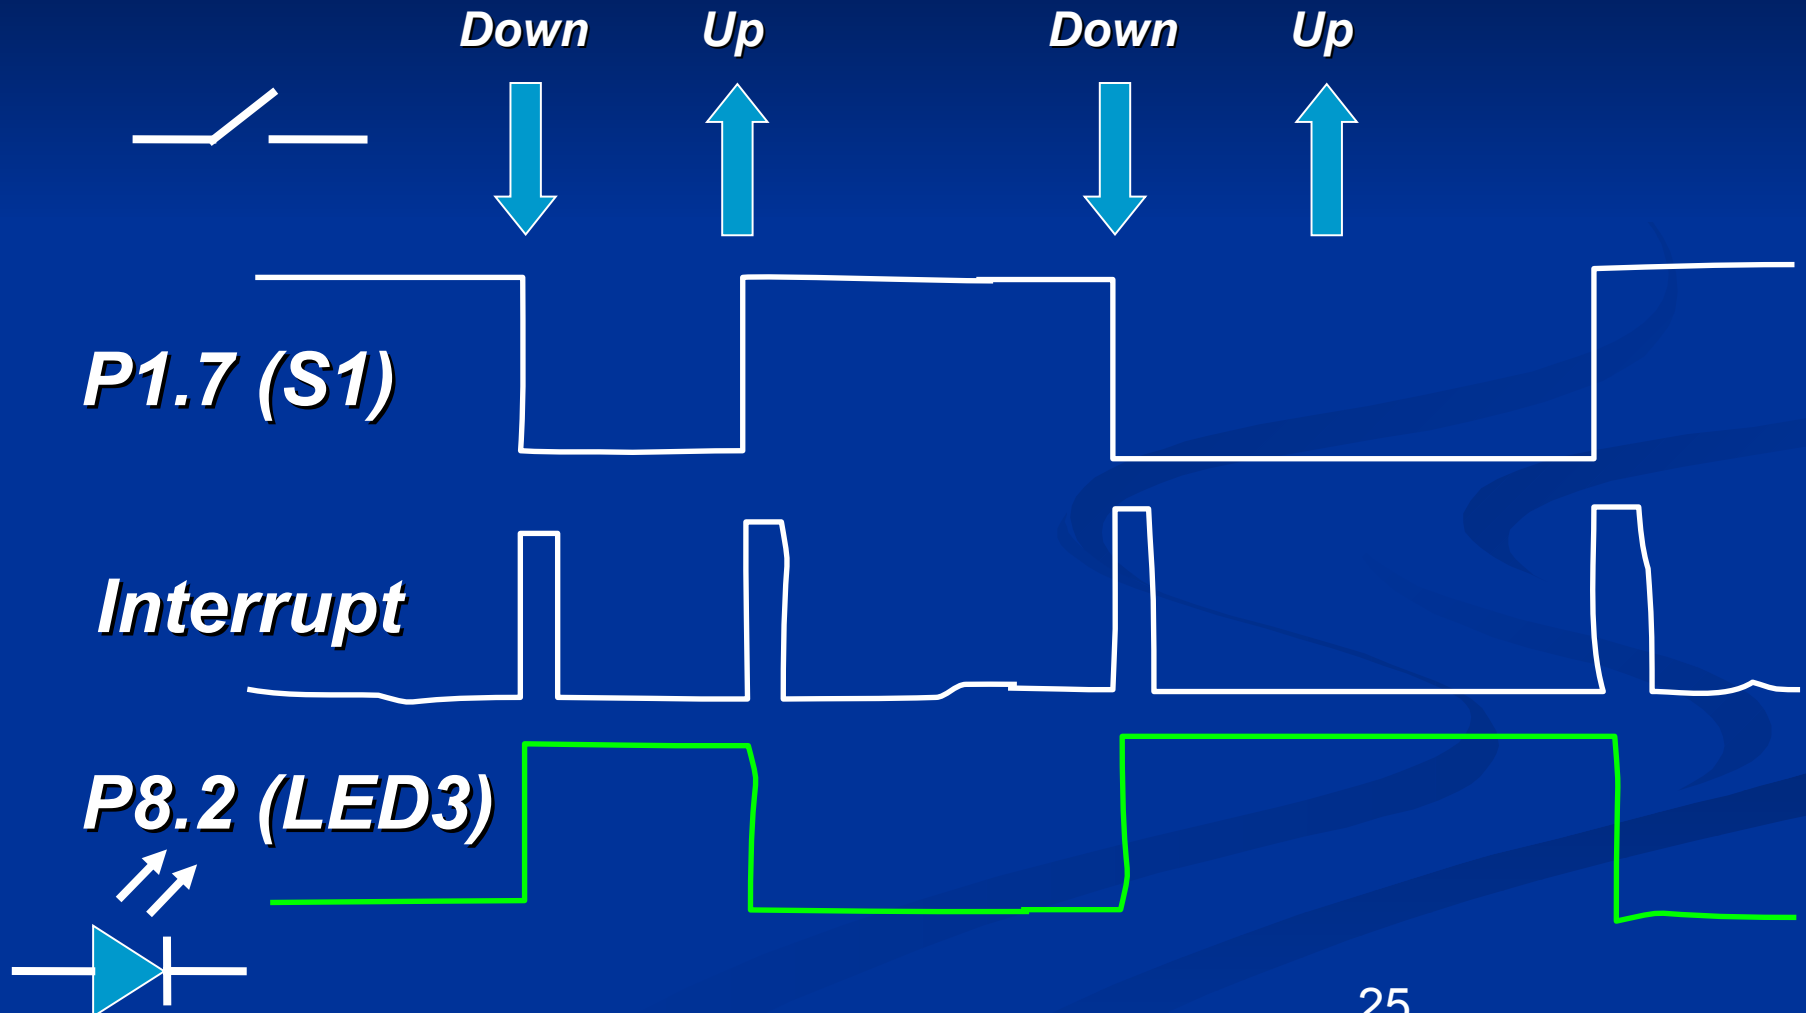 Down Up Down Up
P1.7 (S1)
Interrupt
P8.2 (LED3)
25